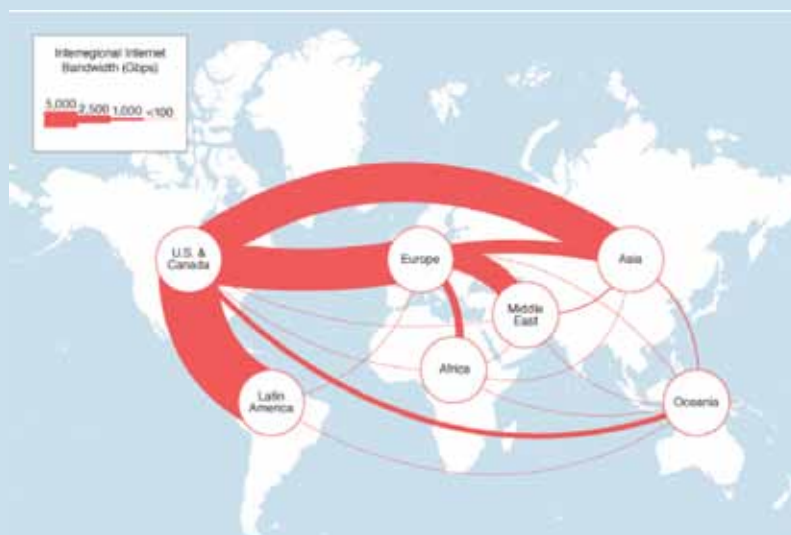 Interregional Internet
Bandwidth (Gbps)
5,000 2,500 1,000 <100
U.S. &
Canada
Europe
Asia
Middle
East
Africa
Latin
America
Oceania